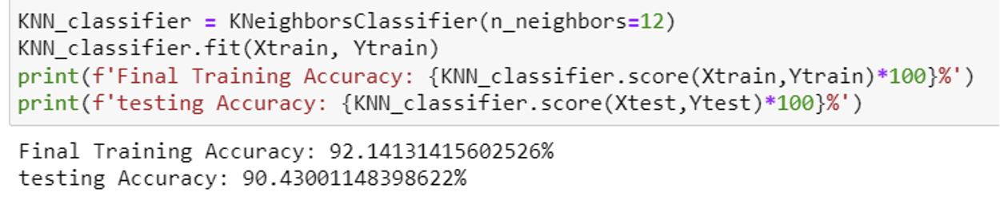 KNN_classifier = KNeighborsClassifier(n_neighbors=12)
KNN_classifier.fit(Xtrain, Ytrain)
print(f'Final Training Accuracy: {KNN_classifier.score(Xtrain,Ytrain)*100}%')
print(f'testing Accuracy: {KNN_classifier.score(Xtest,Ytest)*100}%')
Final Training Accuracy: 92.14131415602526%
testing Accuracy: 90.43001148398622%